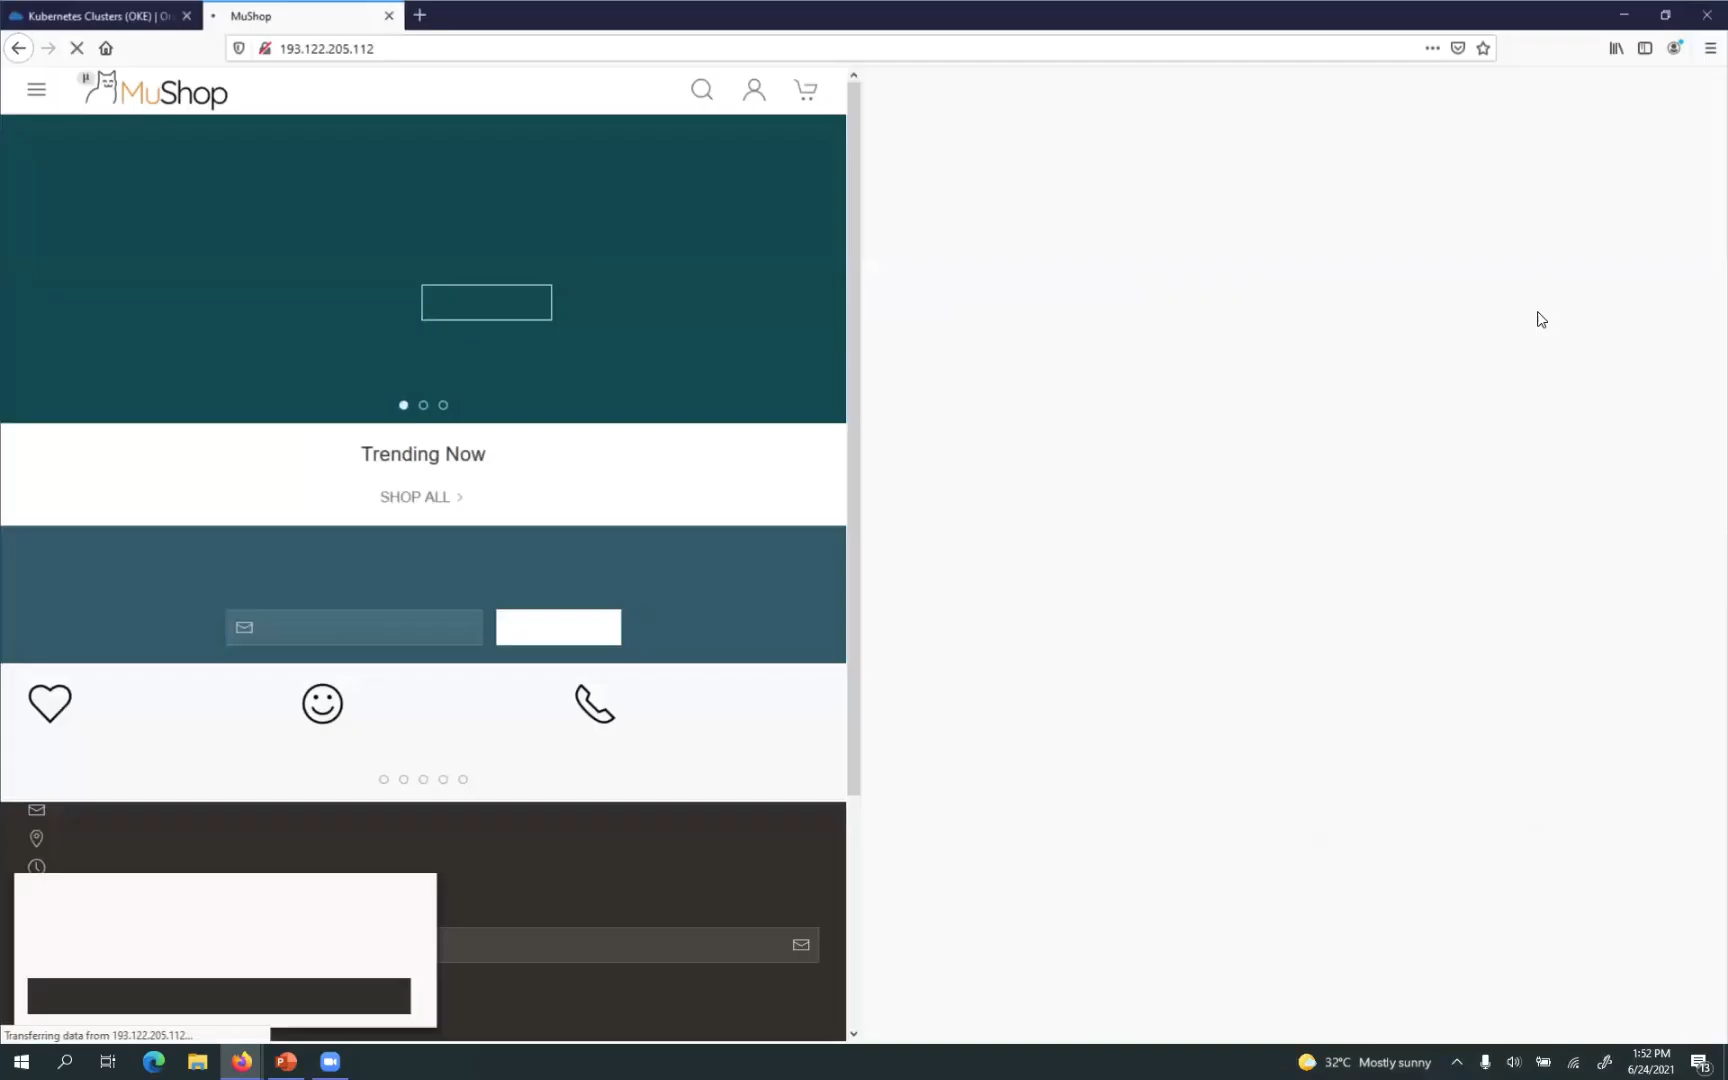 Kubernetes Clusters (OKE) | Or
MuShop
193.122.205.112
μ
MuShop
Trending Now
SHOP ALL >
Transferring data from 193.122.205.112...
32°C Mostly sunny
1:52 PM
6/24/2021
13